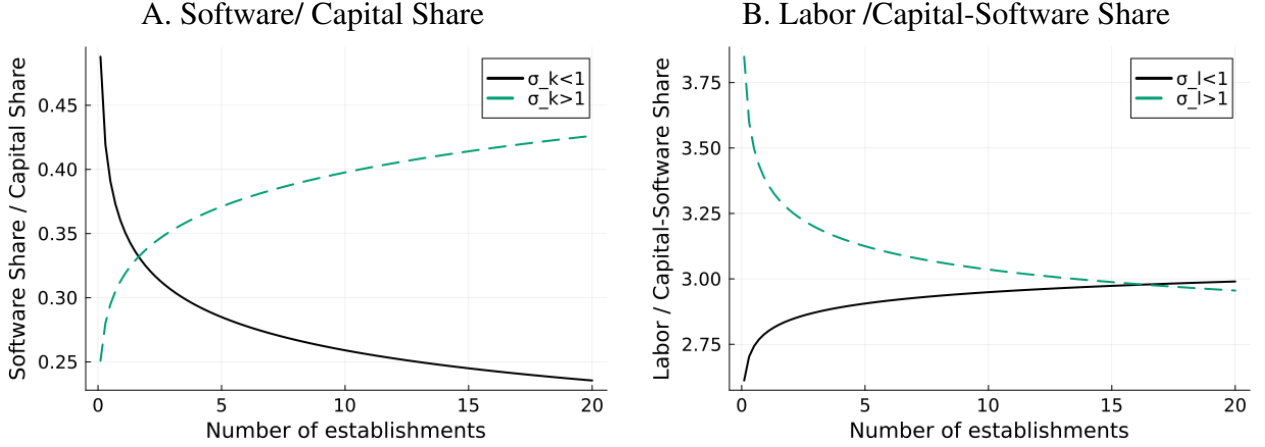 A. Software/ Capital Share
Software Share / Capital Share
0.45
0.40
0.35
0.30
0.25
σ_k<1
σ_k>1
0
5
10
15
20
Number of establishments
B. Labor /Capital-Software Share
Labor / Capital-Software Share
3.75
3.50
3.25
3.00
2.75
σ_l<1
σ_l>1
0
5
10
15
20
Number of establishments